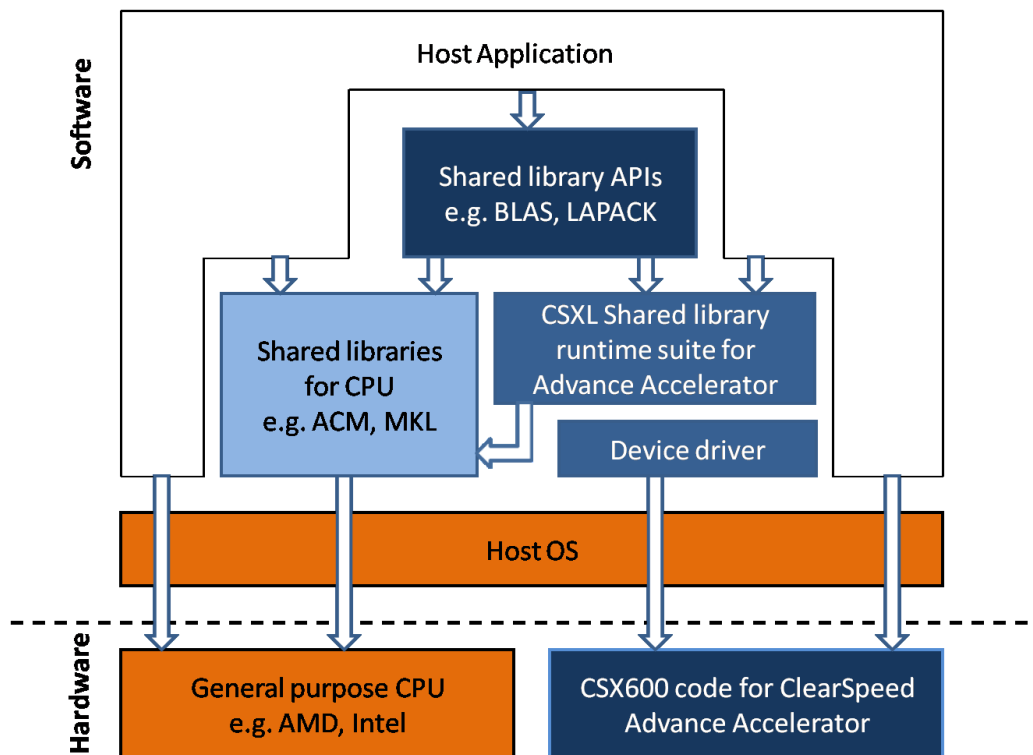 Software
Host Application
Shared library APIs
e.g. BLAS, LAPACK
Shared libraries
for CPU
e.g. ACM, MKL
CSXL Shared library
runtime suite for
Advance Accelerator
Device driver
Host OS
Hardware
General purpose CPU
e.g. AMD, Intel
CSX600 code for ClearSpeed
Advance Accelerator